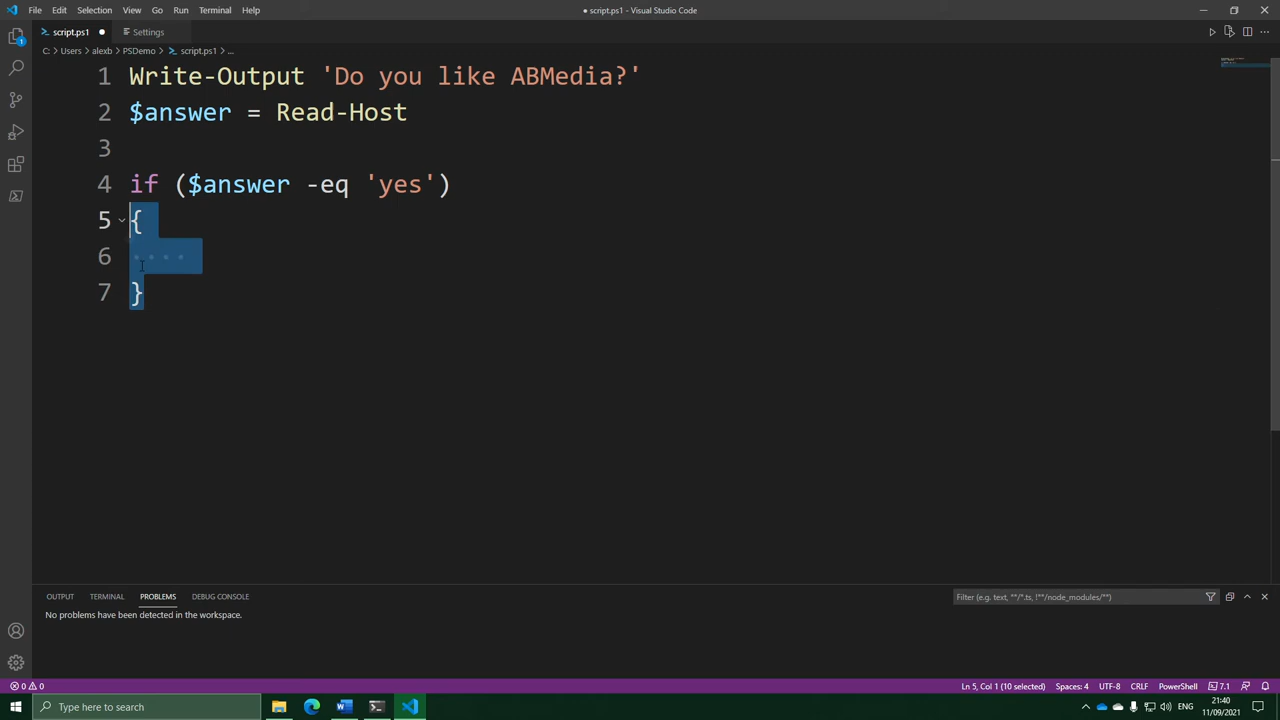 File Edit Selection View Go Run Terminal Help
● script.ps1 - Visual Studio Code
script.ps1 ●
Settings
C: > Users > alexb > PSDemo > script.ps1 > ...
1 Write-Output 'Do you like ABMedia?'
2 $answer = Read-Host
3
4 if ($answer -eq 'yes')
5 {
6 ····
7 }
OUTPUT TERMINAL PROBLEMS DEBUG CONSOLE
Filter (e.g. text, **/*.ts, !**/node_modules/**)
No problems have been detected in the workspace.
0 0
Ln 5, Col 1 (10 selected) Spaces: 4 UTF-8 CRLF PowerShell 7.1
1
Type here to search
21:40
11/09/2021